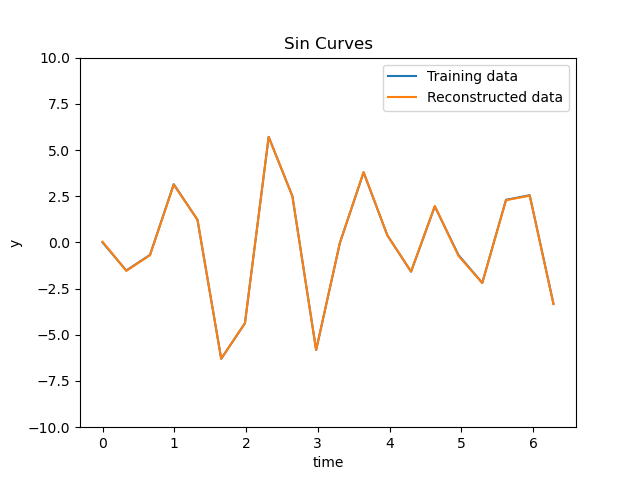 Sin Curves
Training data
Reconstructed data
10.0
7.5
5.0
2.5
0.0
−2.5
−5.0
−7.5
−10.0
y
0 1 2 3 4 5 6
time